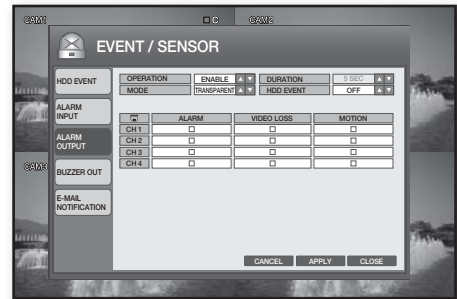 CAM1 C CAM2
EVENT / SENSOR
HDD EVENT
ALARM INPUT
ALARM OUTPUT
BUZZER OUT
E-MAIL NOTIFICATION
OPERATION ENABLE DURATION 5 SEC
MODE TRANSPARENT HDD EVENT OFF
ALARM VIDEO LOSS MOTION
CH 1
CH 2
CH 3
CH 4
CAM3
CANCEL APPLY CLOSE